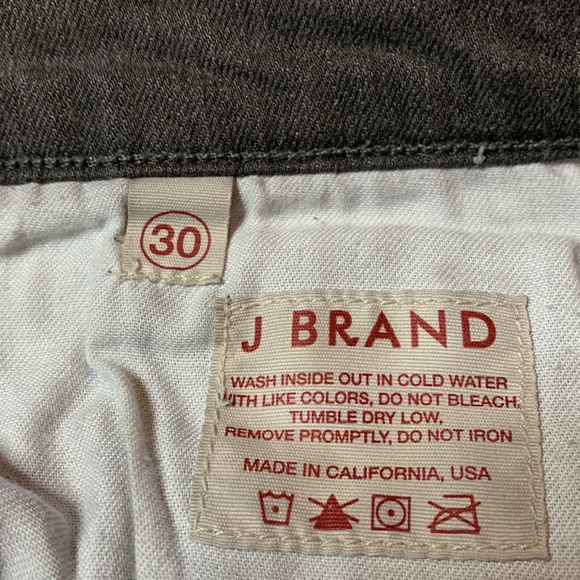 30
J BRAND
WASH INSIDE OUT IN COLD WATER
WITH LIKE COLORS, DO NOT BLEACH,
TUMBLE DRY LOW,
REMOVE PROMPTLY, DO NOT IRON
MADE IN CALIFORNIA, USA